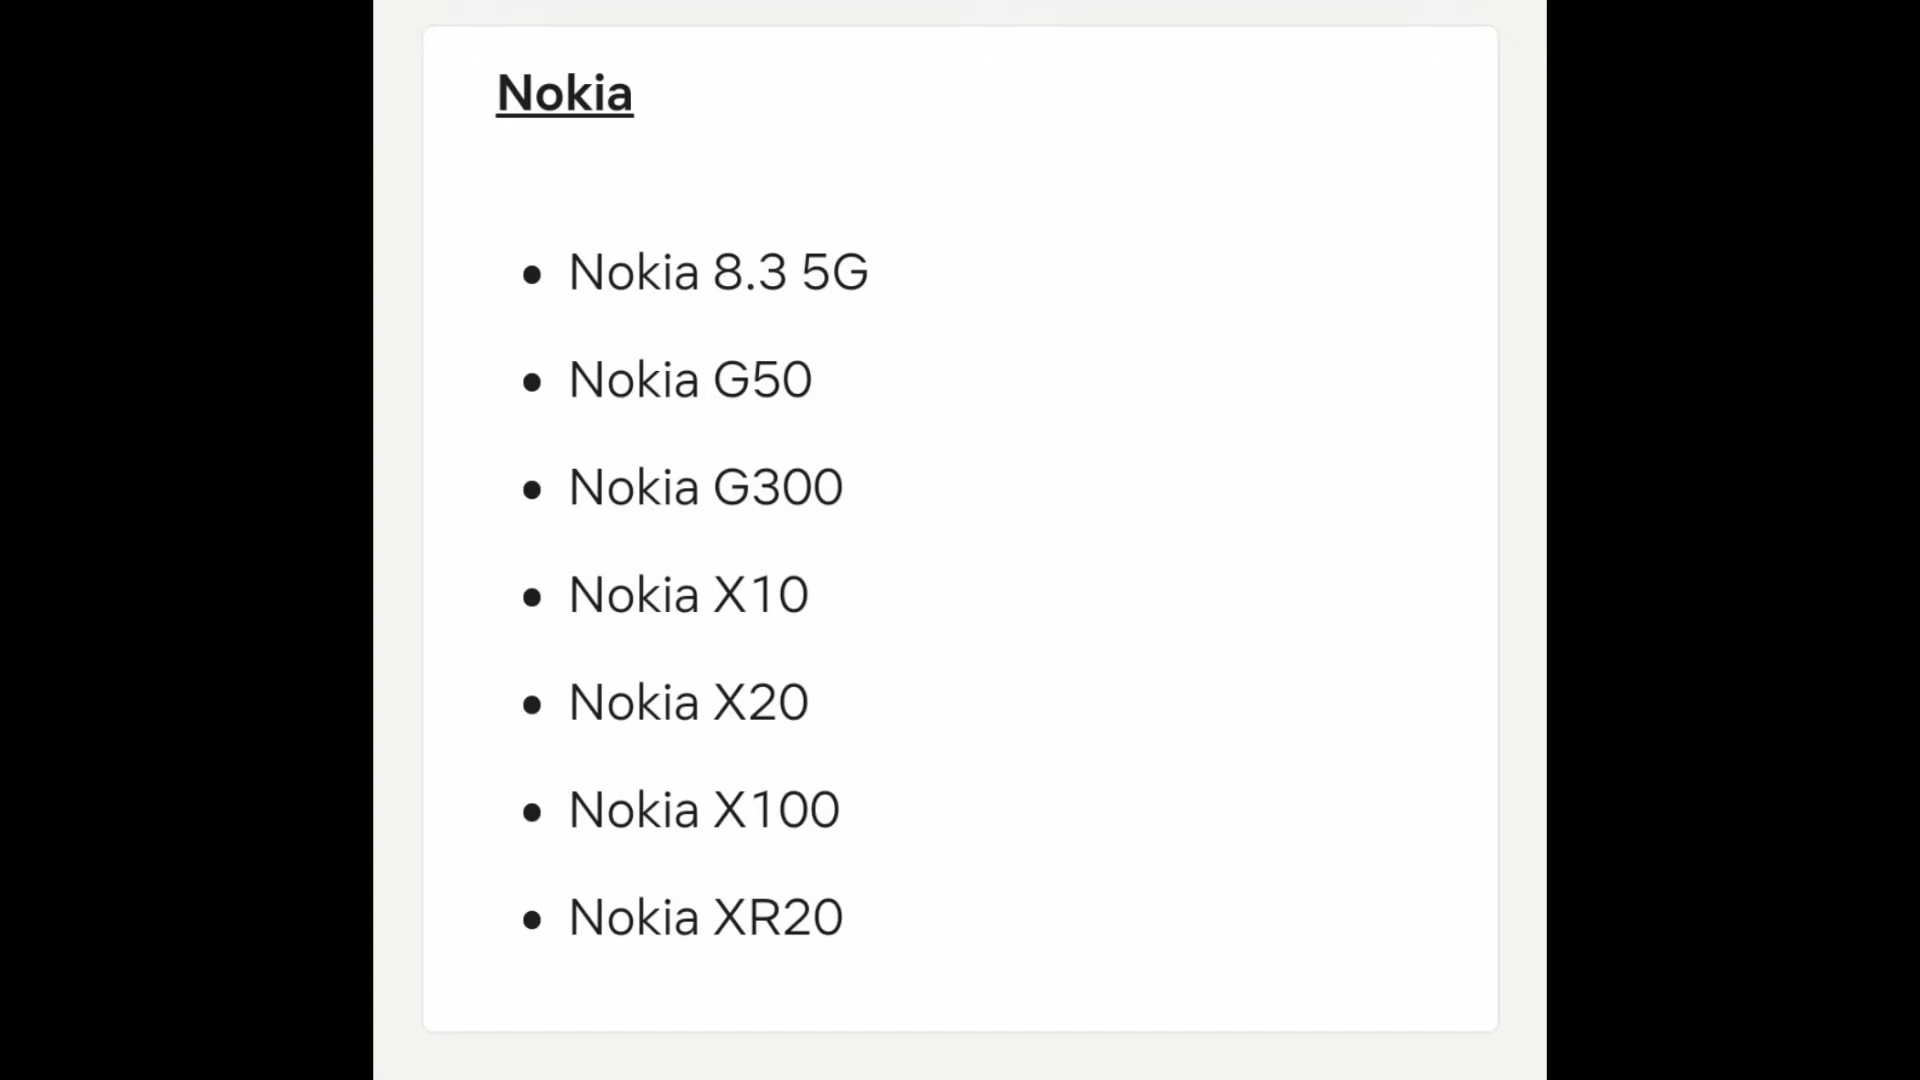 Nokia
• Nokia 8.3 5G
• Nokia G50
• Nokia G300
• Nokia X10
• Nokia X20
• Nokia X100
• Nokia XR20